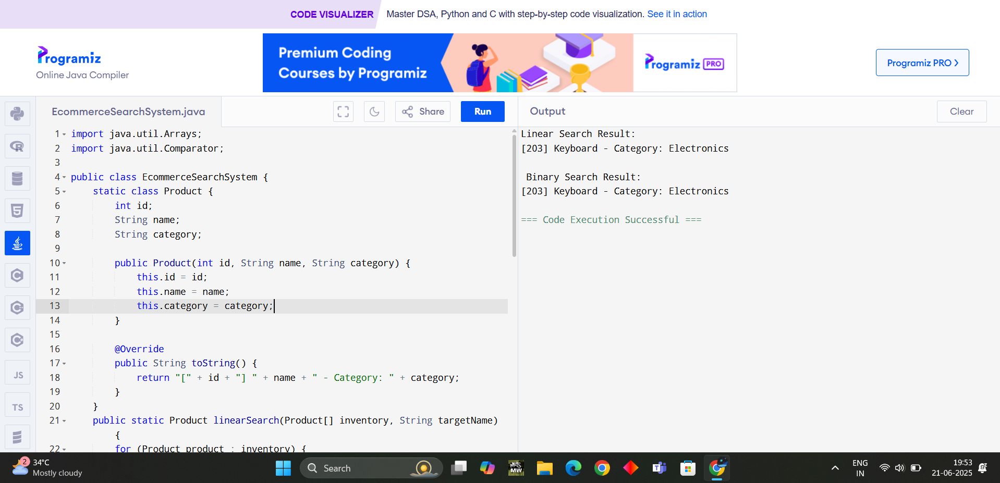 CODE VISUALIZER Master DSA, Python and C with step-by-step code visualization. See it in action
Programiz
Online Java Compiler
Premium Coding
Courses by Programiz
Programiz PRO
Programiz PRO
EcommerceSearchSystem.java
Share
Run
Output
Clear
1 import java.util.Arrays;
2 import java.util.Comparator;
3
4 public class EcommerceSearchSystem {
5 static class Product {
6 int id;
7 String name;
8 String category;
9
10 public Product(int id, String name, String category) {
11 this.id = id;
12 this.name = name;
13 this.category = category;
14 }
15
16 @Override
17 public String toString() {
18 return "[" + id + "] " + name + " - Category: " + category;
19 }
20 }
21 public static Product linearSearch(Product[] inventory, String targetName)
{
22 for (Product product : inventory) {
Linear Search Result:
[203] Keyboard - Category: Electronics
Binary Search Result:
[203] Keyboard - Category: Electronics
=== Code Execution Successful ===
JS
TS
2
34°C
Mostly cloudy
Search
MW
ENG
IN
19:53
21-06-2025